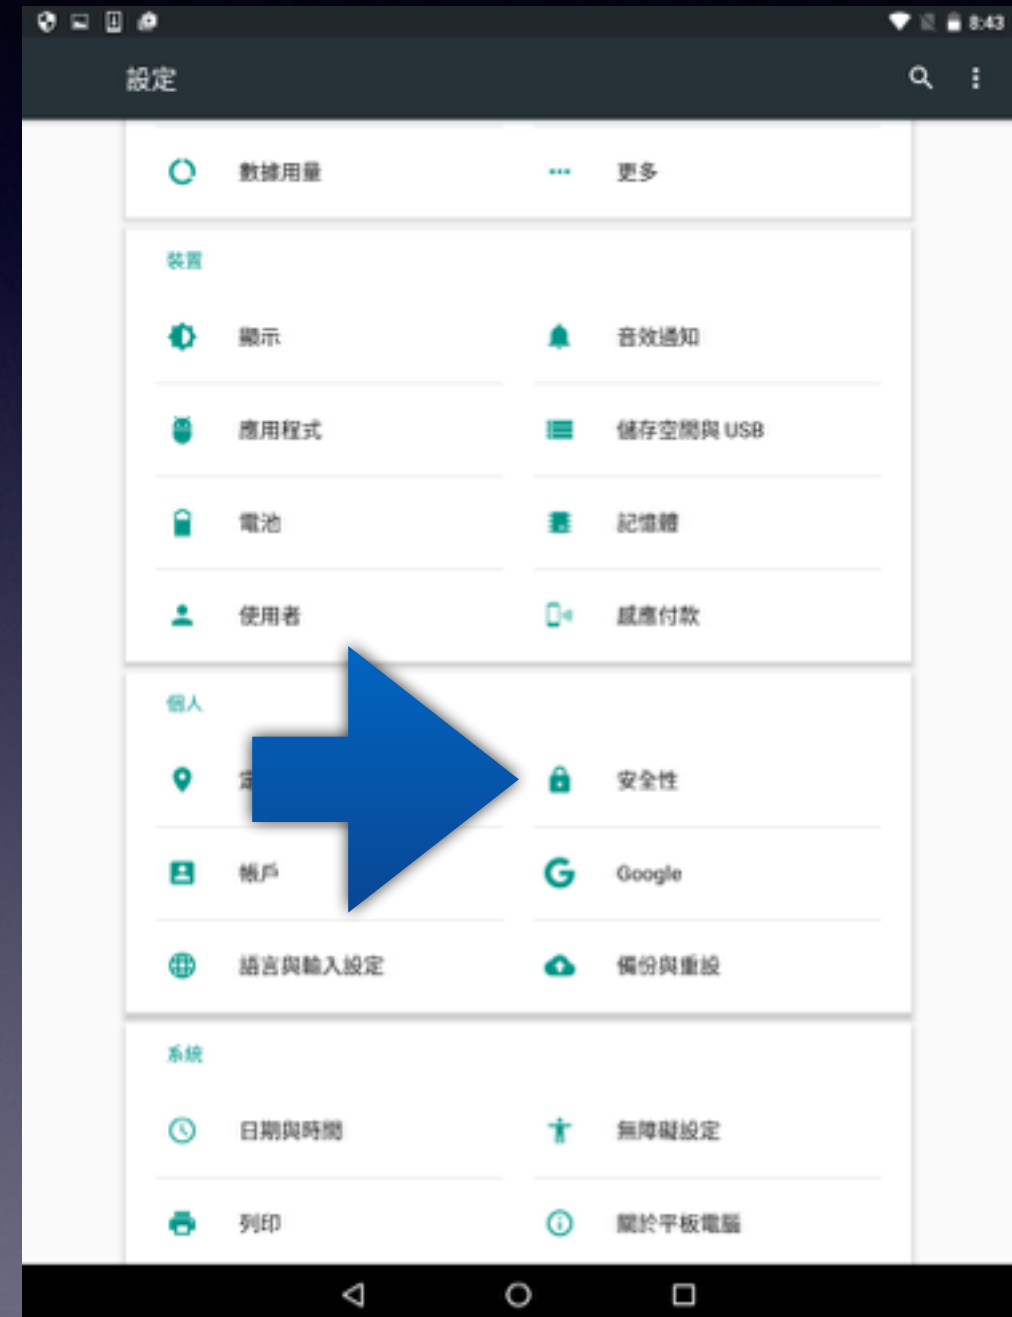 8:43
設定
數據用量
更多
裝置
顯示
音效通知
應用程式
儲存空間與 USB
電池
記憶體
使用者
感應付款
個人
安全性
帳戶
Google
語言與輸入設定
備份與重設
系統
日期與時間
無障礙設定
列印
關於平板電腦